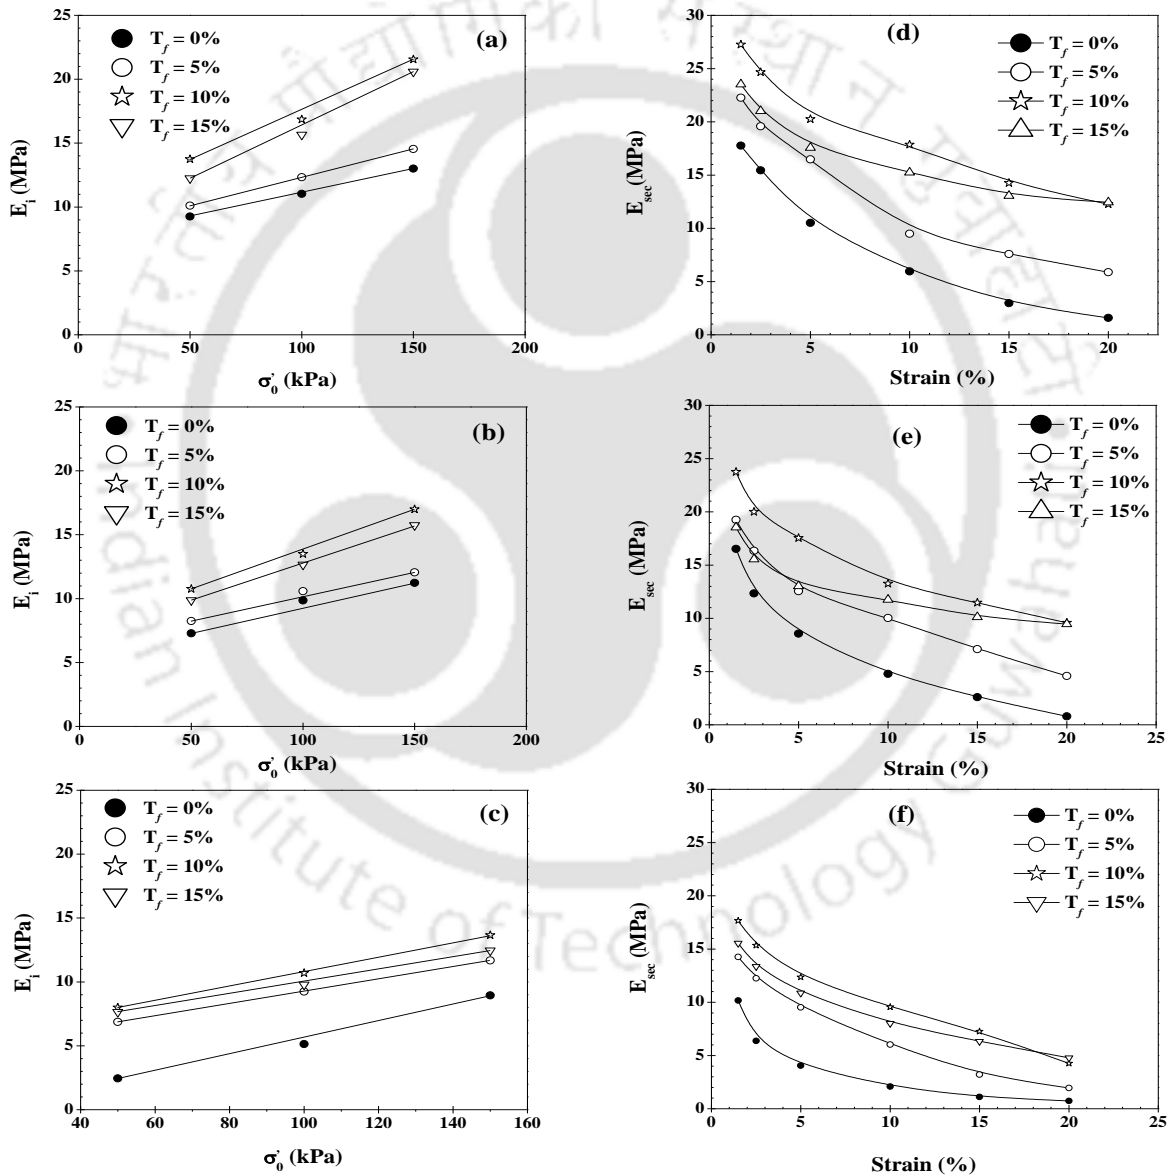 (a)
T_f = 0%
T_f = 5%
T_f = 10%
T_f = 15%
E_i (MPa)
25
20
15
10
5
0
0 50 100 150 200
σ'_0 (kPa)
(d)
T_f = 0%
T_f = 5%
T_f = 10%
T_f = 15%
E_sec (MPa)
30
25
20
15
10
5
0
0 5 10 15 20
Strain (%)
(b)
T_f = 0%
T_f = 5%
T_f = 10%
T_f = 15%
E_i (MPa)
25
20
15
10
5
0
0 50 100 150 200
σ'_0 (kPa)
(e)
T_f = 0%
T_f = 5%
T_f = 10%
T_f = 15%
E_sec (MPa)
30
25
20
15
10
5
0
0 5 10 15 20 25
Strain (%)
(c)
T_f = 0%
T_f = 5%
T_f = 10%
T_f = 15%
E_i (MPa)
25
20
15
10
5
0
40 60 80 100 120 140 160
σ'_0 (kPa)
(f)
T_f = 0%
T_f = 5%
T_f = 10%
T_f = 15%
E_sec (MPa)
30
25
20
15
10
5
0
0 5 10 15 20 25
Strain (%)
Indian Institute of Technology Guwahati